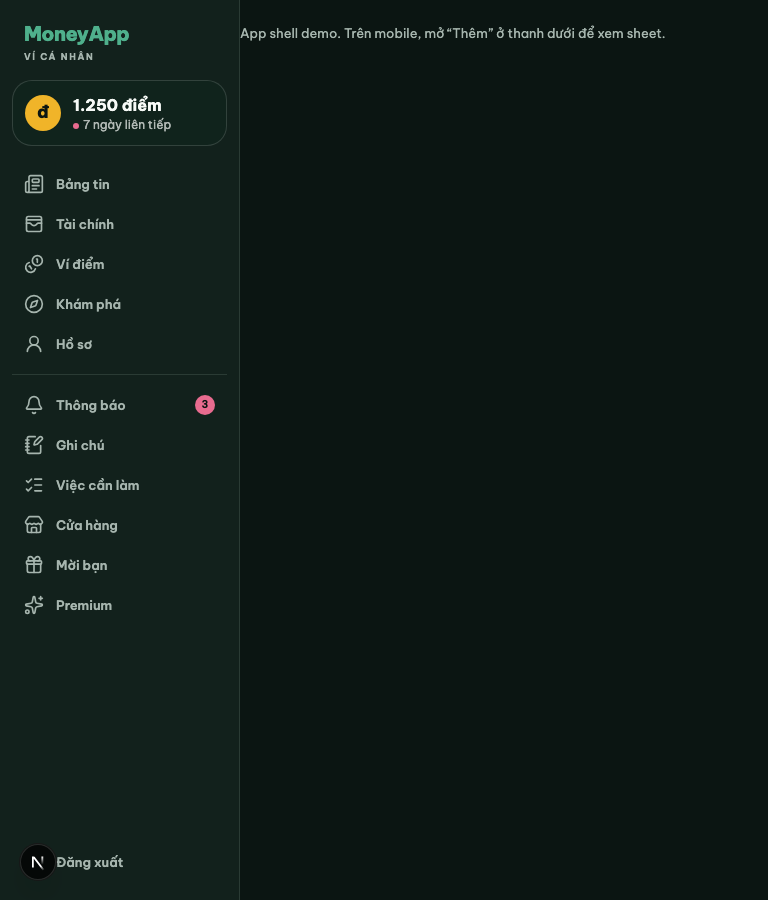 MoneyApp
VÍ CÁ NHÂN
đ
1.250 điểm
7 ngày liên tiếp
Bảng tin
Tài chính
Ví điểm
Khám phá
Hồ sơ
Thông báo 3
Ghi chú
Việc cần làm
Cửa hàng
Mời bạn
Premium
N Đăng xuất
App shell demo. Trên mobile, mở “Thêm” ở thanh dưới để xem sheet.